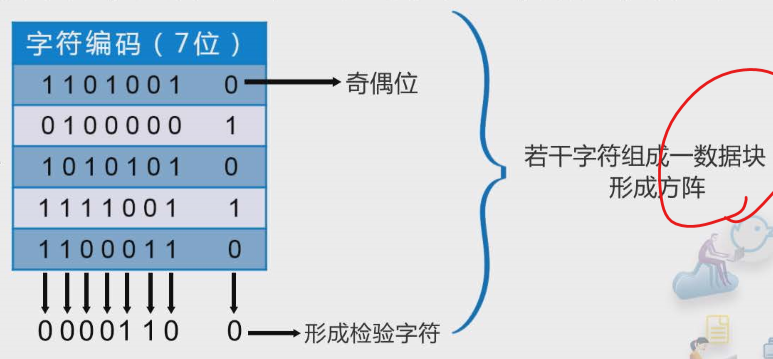 字符编码（7位）
1101001 0
奇偶位
0100000 1
1010101 0
1111001 1
1100011 0
若干字符组成一数据块
形成方阵
0000110 0
形成检验字符